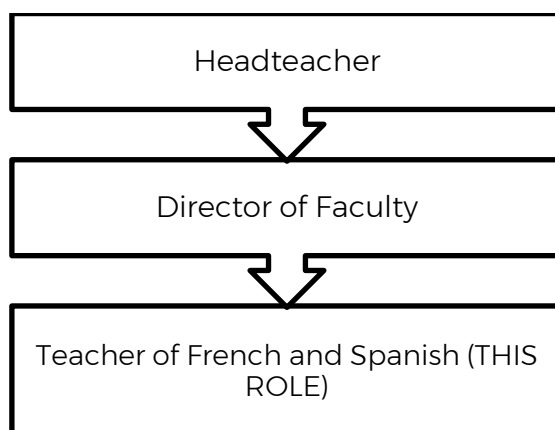 Headteacher
Director of Faculty
Teacher of French and Spanish (THIS
ROLE)